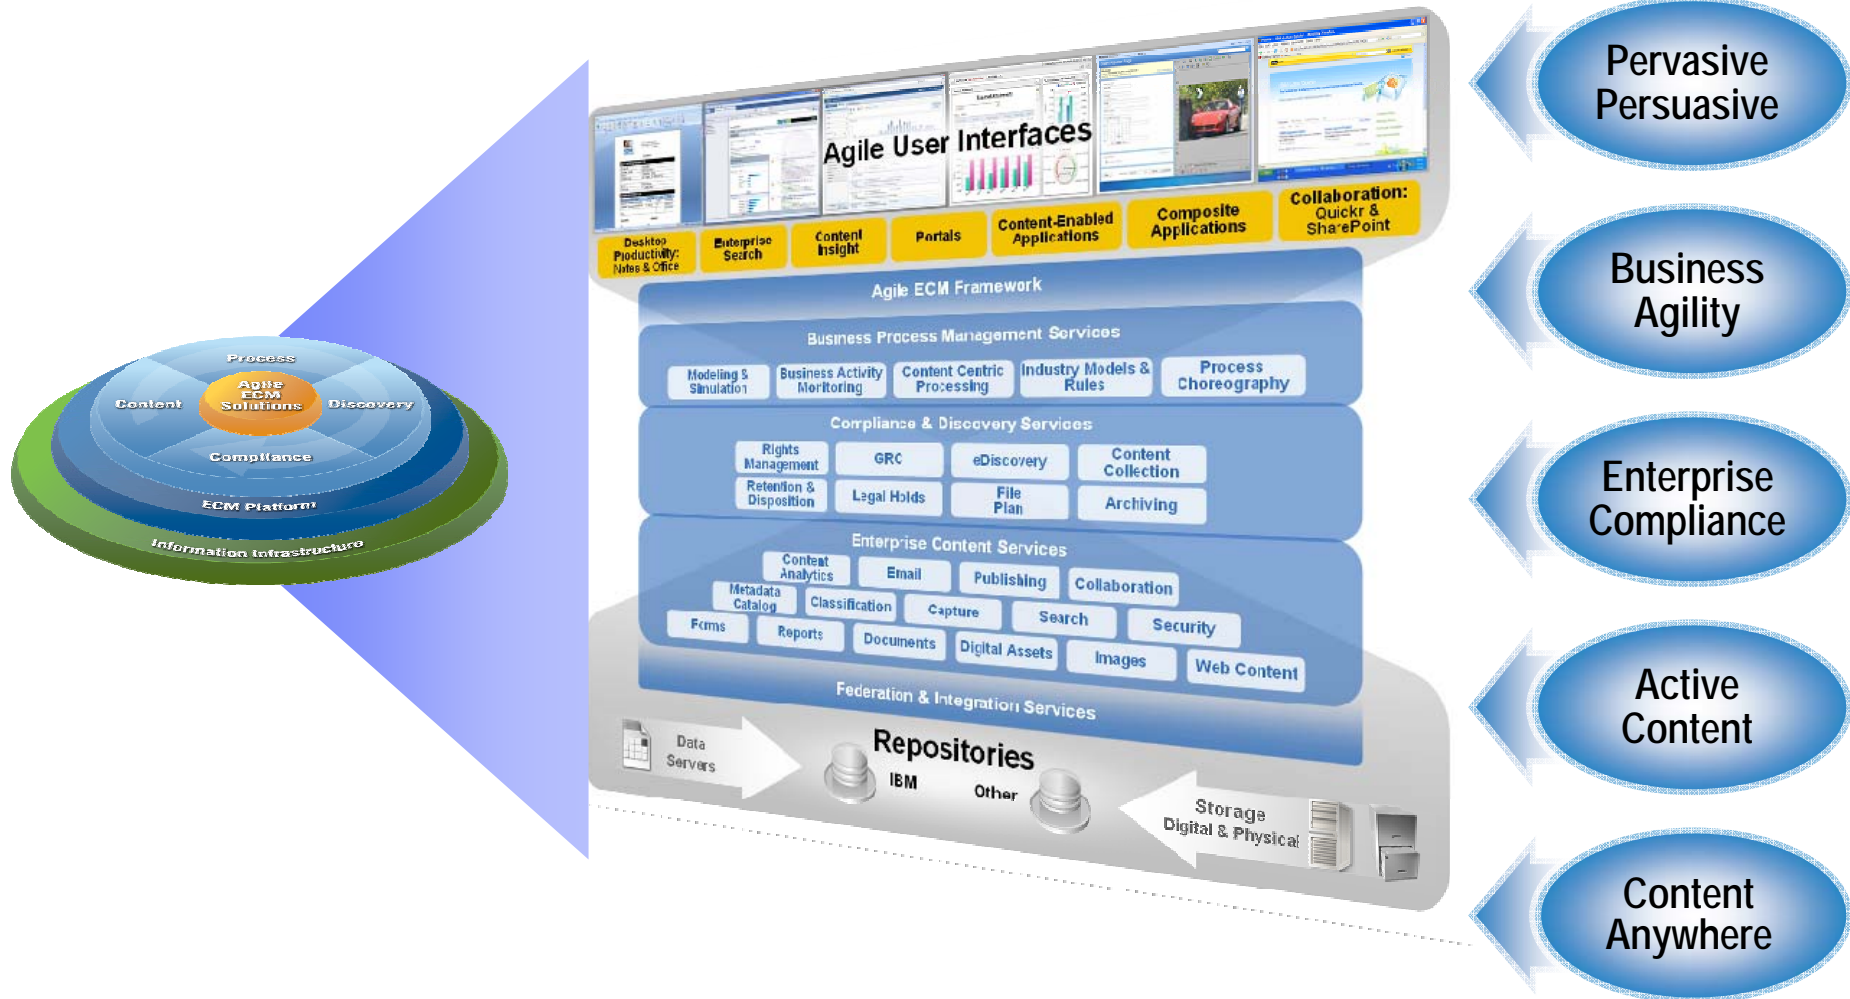 Process
Agile
ECM
Solutions
Content
Discovery
Compliance
ECM Platform
Information Infrastructure
Agile User Interfaces
Desktop
Productivity:
Notes & Office
Enterprise
Search
Content
Insight
Portals
Content-Enabled
Applications
Composite
Applications
Collaboration:
Quickr &
SharePoint
Agile ECM Framework
Business Process Management Services
Modeling &
Simulation
Business Activity
Monitoring
Content Centric
Processing
Industry Models &
Rules
Process
Choreography
Compliance & Discovery Services
Rights
Management
GRC
eDiscovery
Content
Collection
Retention &
Disposition
Legal Holds
File
Plan
Archiving
Enterprise Content Services
Content
Analytics
Email
Publishing
Collaboration
Metadata
Catalog
Classification
Capture
Search
Security
Forms
Reports
Documents
Digital Assets
Images
Web Content
Federation & Integration Services
Data
Servers
Repositories
IBM
Other
Storage
Digital & Physical
Pervasive
Persuasive
Business
Agility
Enterprise
Compliance
Active
Content
Content
Anywhere